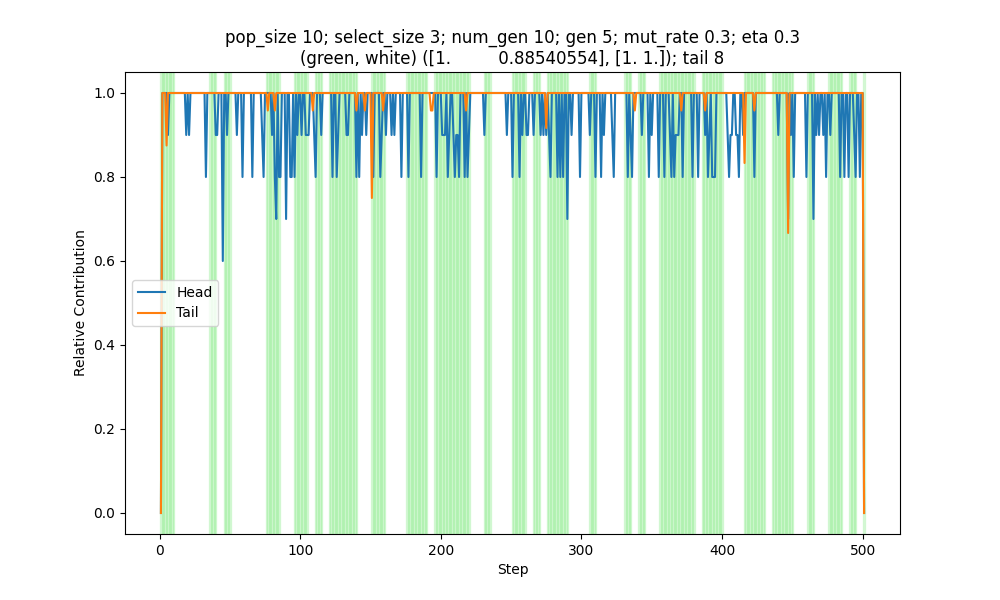 pop_size 10; select_size 3; num_gen 10; gen 5; mut_rate 0.3; eta 0.3
(green, white) ([1.         0.88540554], [1. 1.]); tail 8
1.0
0.8
0.6
0.4
0.2
0.0
Relative Contribution
Head
Tail
0
100
200
300
400
500
Step